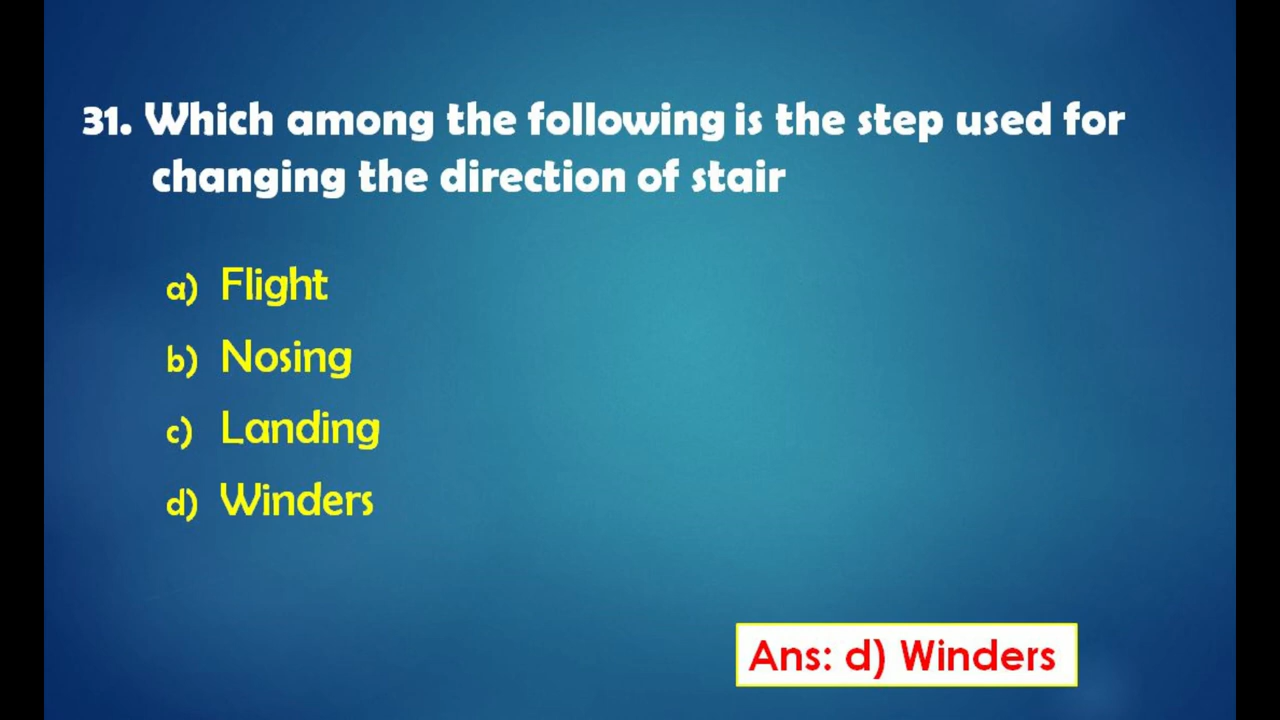 31. Which among the following is the step used for
changing the direction of stair
a) Flight
b) Nosing
c) Landing
d) Winders
Ans: d) Winders